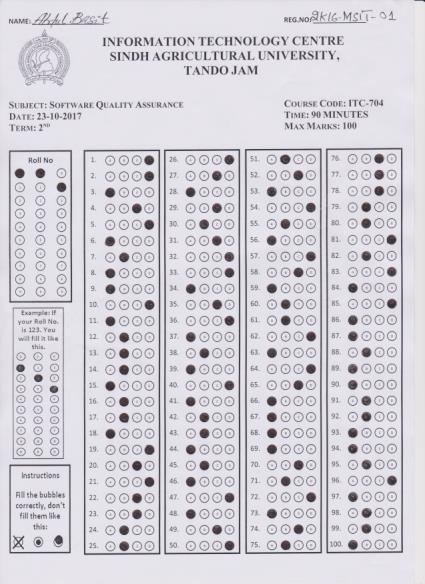 NAME: Abdul Basit REG.NO: 2K16-MSIT-01
INFORMATION TECHNOLOGY CENTRE
SINDH AGRICULTURAL UNIVERSITY,
TANDO JAM
SUBJECT: SOFTWARE QUALITY ASSURANCE COURSE CODE: ITC-704
DATE: 23-10-2017 TIME: 90 MINUTES
TERM: 2ND MAX MARKS: 100
Roll No
Example: If
your Roll No.
is 123. You
will fill it like
this.
Instructions
Fill the bubbles
correctly, don't
fill them like
this:
1. 26. 51. 76.
2. 27. 52. 77.
3. 28. 53. 78.
4. 29. 54. 79.
5. 30. 55. 80.
6. 31. 56. 81.
7. 32. 57. 82.
8. 33. 58. 83.
9. 34. 59. 84.
10. 35. 60. 85.
11. 36. 61. 86.
12. 37. 62. 87.
13. 38. 63. 88.
14. 39. 64. 89.
15. 40. 65. 90.
16. 41. 66. 91.
17. 42. 67. 92.
18. 43. 68. 93.
19. 44. 69. 94.
20. 45. 70. 95.
21. 46. 71. 96.
22. 47. 72. 97.
23. 48. 73. 98.
24. 49. 74. 99.
25. 50. 75. 100.